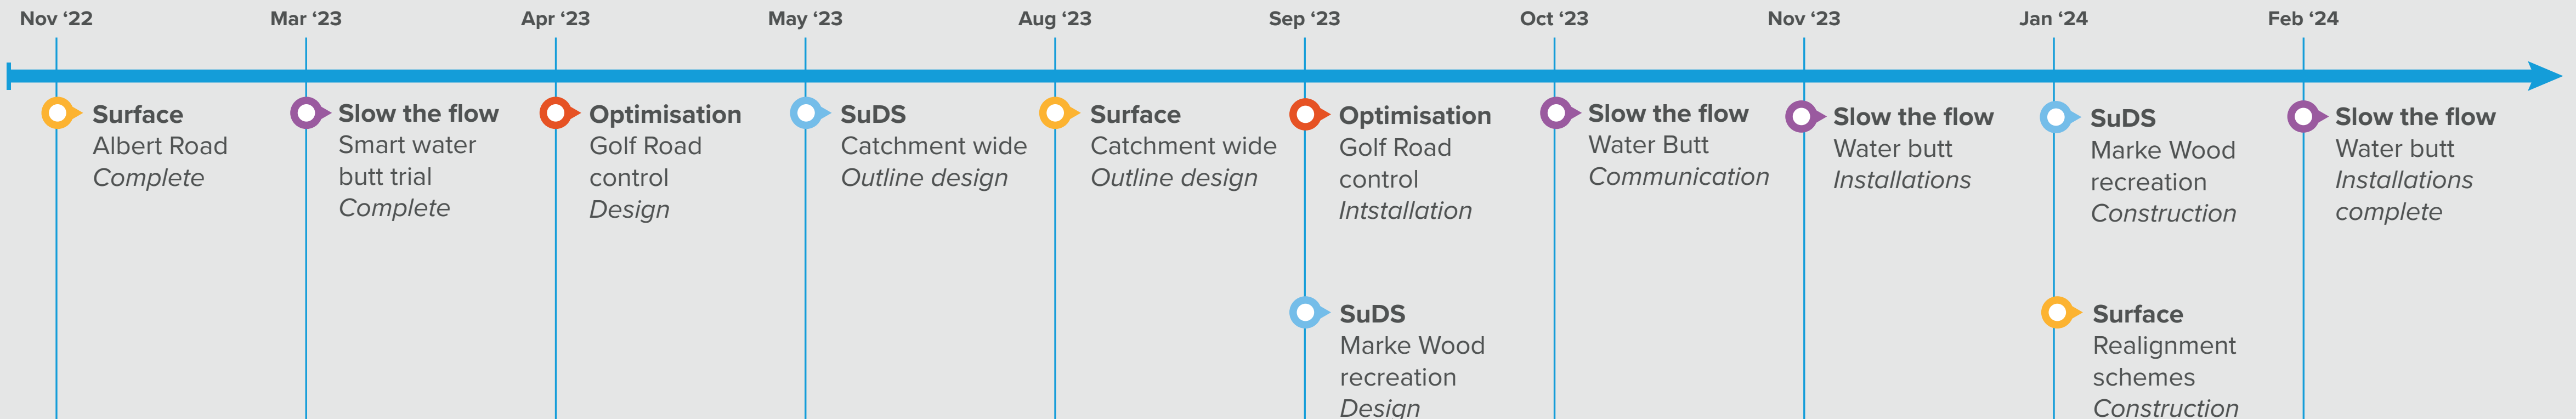 Nov ‘22
Mar ‘23
Apr ‘23
May ‘23
Aug ‘23
Sep ‘23
Oct ‘23
Nov ‘23
Jan ‘24
Feb ‘24
Surface
Albert Road
Complete
Slow the flow
Smart water
butt trial
Complete
Optimisation
Golf Road
control
Design
SuDS
Catchment wide
Outline design
Surface
Catchment wide
Outline design
Optimisation
Golf Road
control
Intstallation
SuDS
Marke Wood
recreation
Design
Slow the flow
Water Butt
Communication
Slow the flow
Water butt
Installations
SuDS
Marke Wood
recreation
Construction
Surface
Realignment
schemes
Construction
Slow the flow
Water butt
Installations
complete